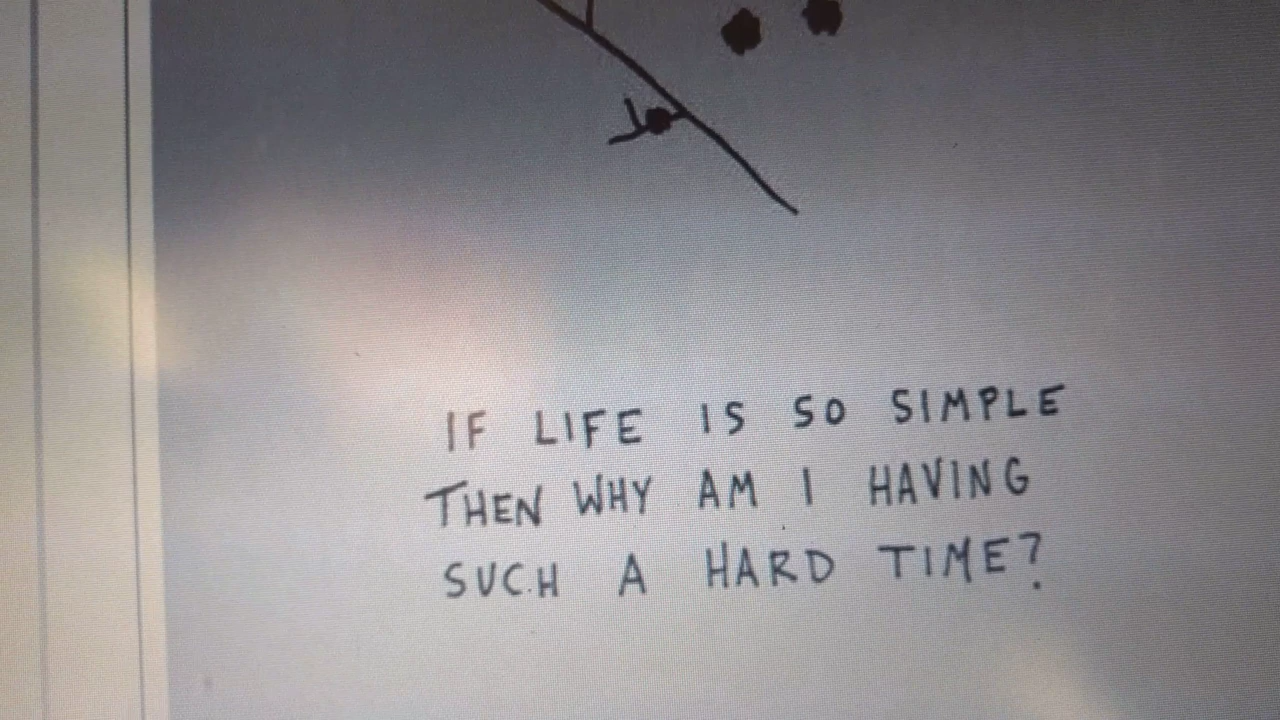 IF LIFE IS SO SIMPLE
THEN WHY AM I HAVING
SUCH A HARD TIME?